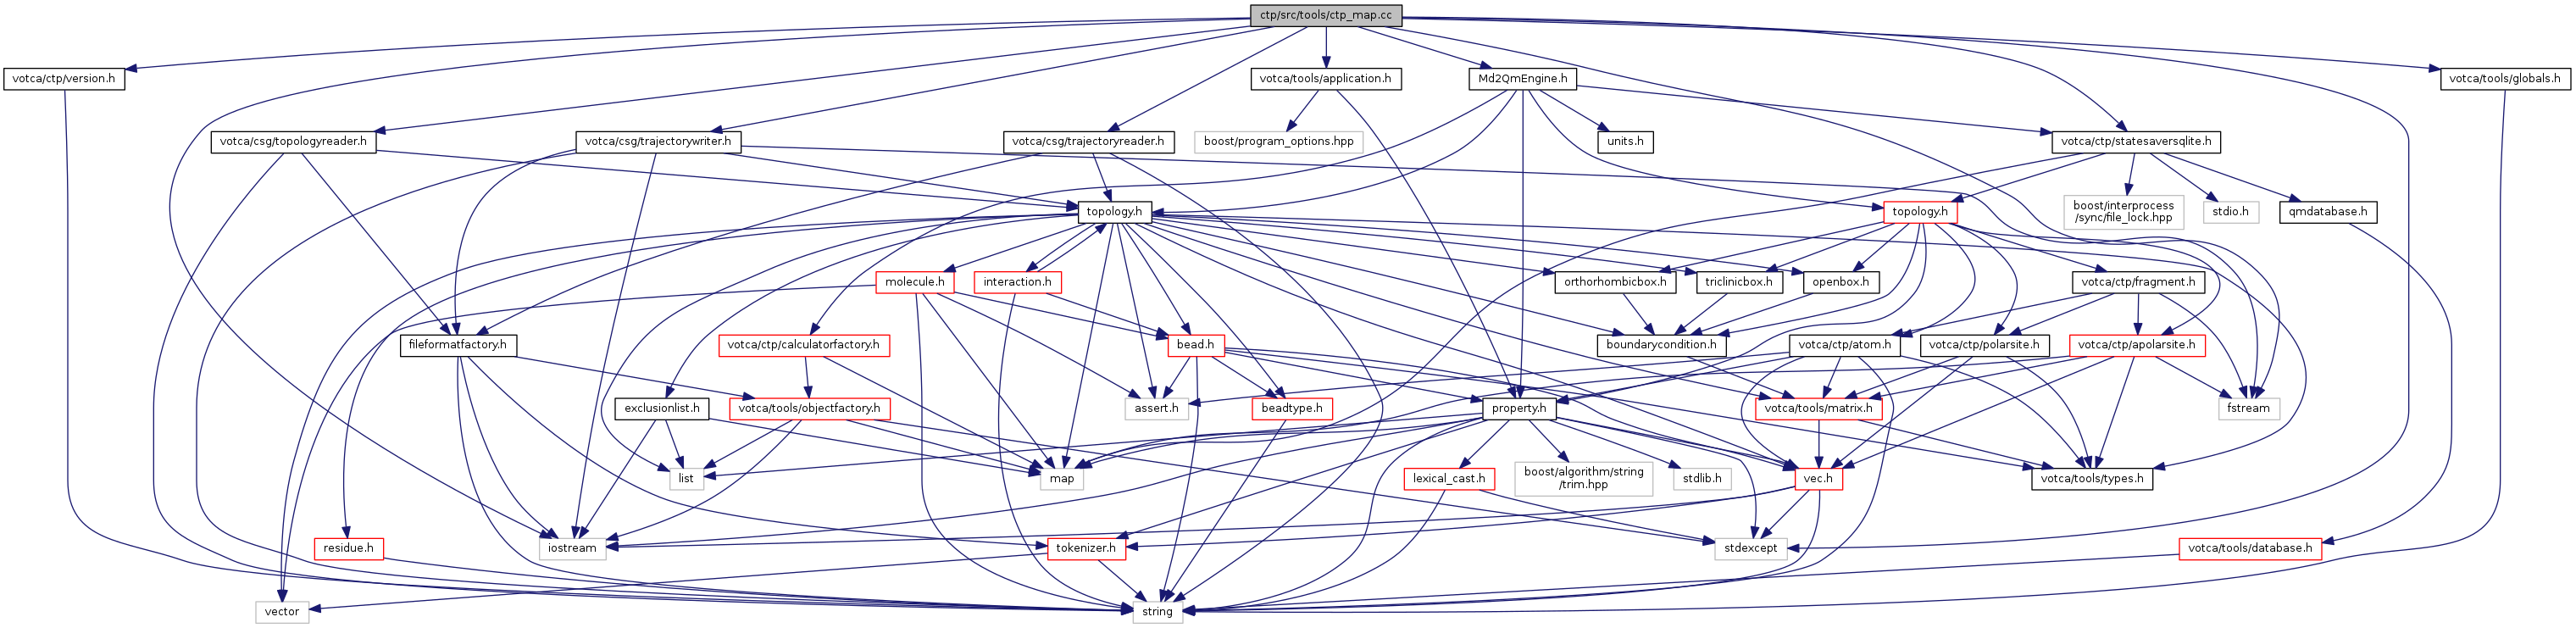 ctp/src/tools/ctp_map.cc
votca/ctp/version.h
votca/tools/application.h
Md2QmEngine.h
votca/tools/globals.h
votca/csg/topologyreader.h
votca/csg/trajectorywriter.h
votca/csg/trajectoryreader.h
boost/program_options.hpp
units.h
votca/ctp/statesaversqlite.h
topology.h
topology.h
boost/interprocess
/sync/file_lock.hpp
stdio.h
qmdatabase.h
molecule.h
interaction.h
orthorhombicbox.h
triclinicbox.h
openbox.h
votca/ctp/fragment.h
fileformatfactory.h
votca/ctp/calculatorfactory.h
bead.h
boundarycondition.h
votca/ctp/atom.h
votca/ctp/polarsite.h
votca/ctp/apolarsite.h
exclusionlist.h
votca/tools/objectfactory.h
assert.h
beadtype.h
property.h
votca/tools/matrix.h
fstream
list
map
lexical_cast.h
boost/algorithm/string
/trim.hpp
stdlib.h
vec.h
votca/tools/types.h
residue.h
iostream
tokenizer.h
stdexcept
votca/tools/database.h
vector
string